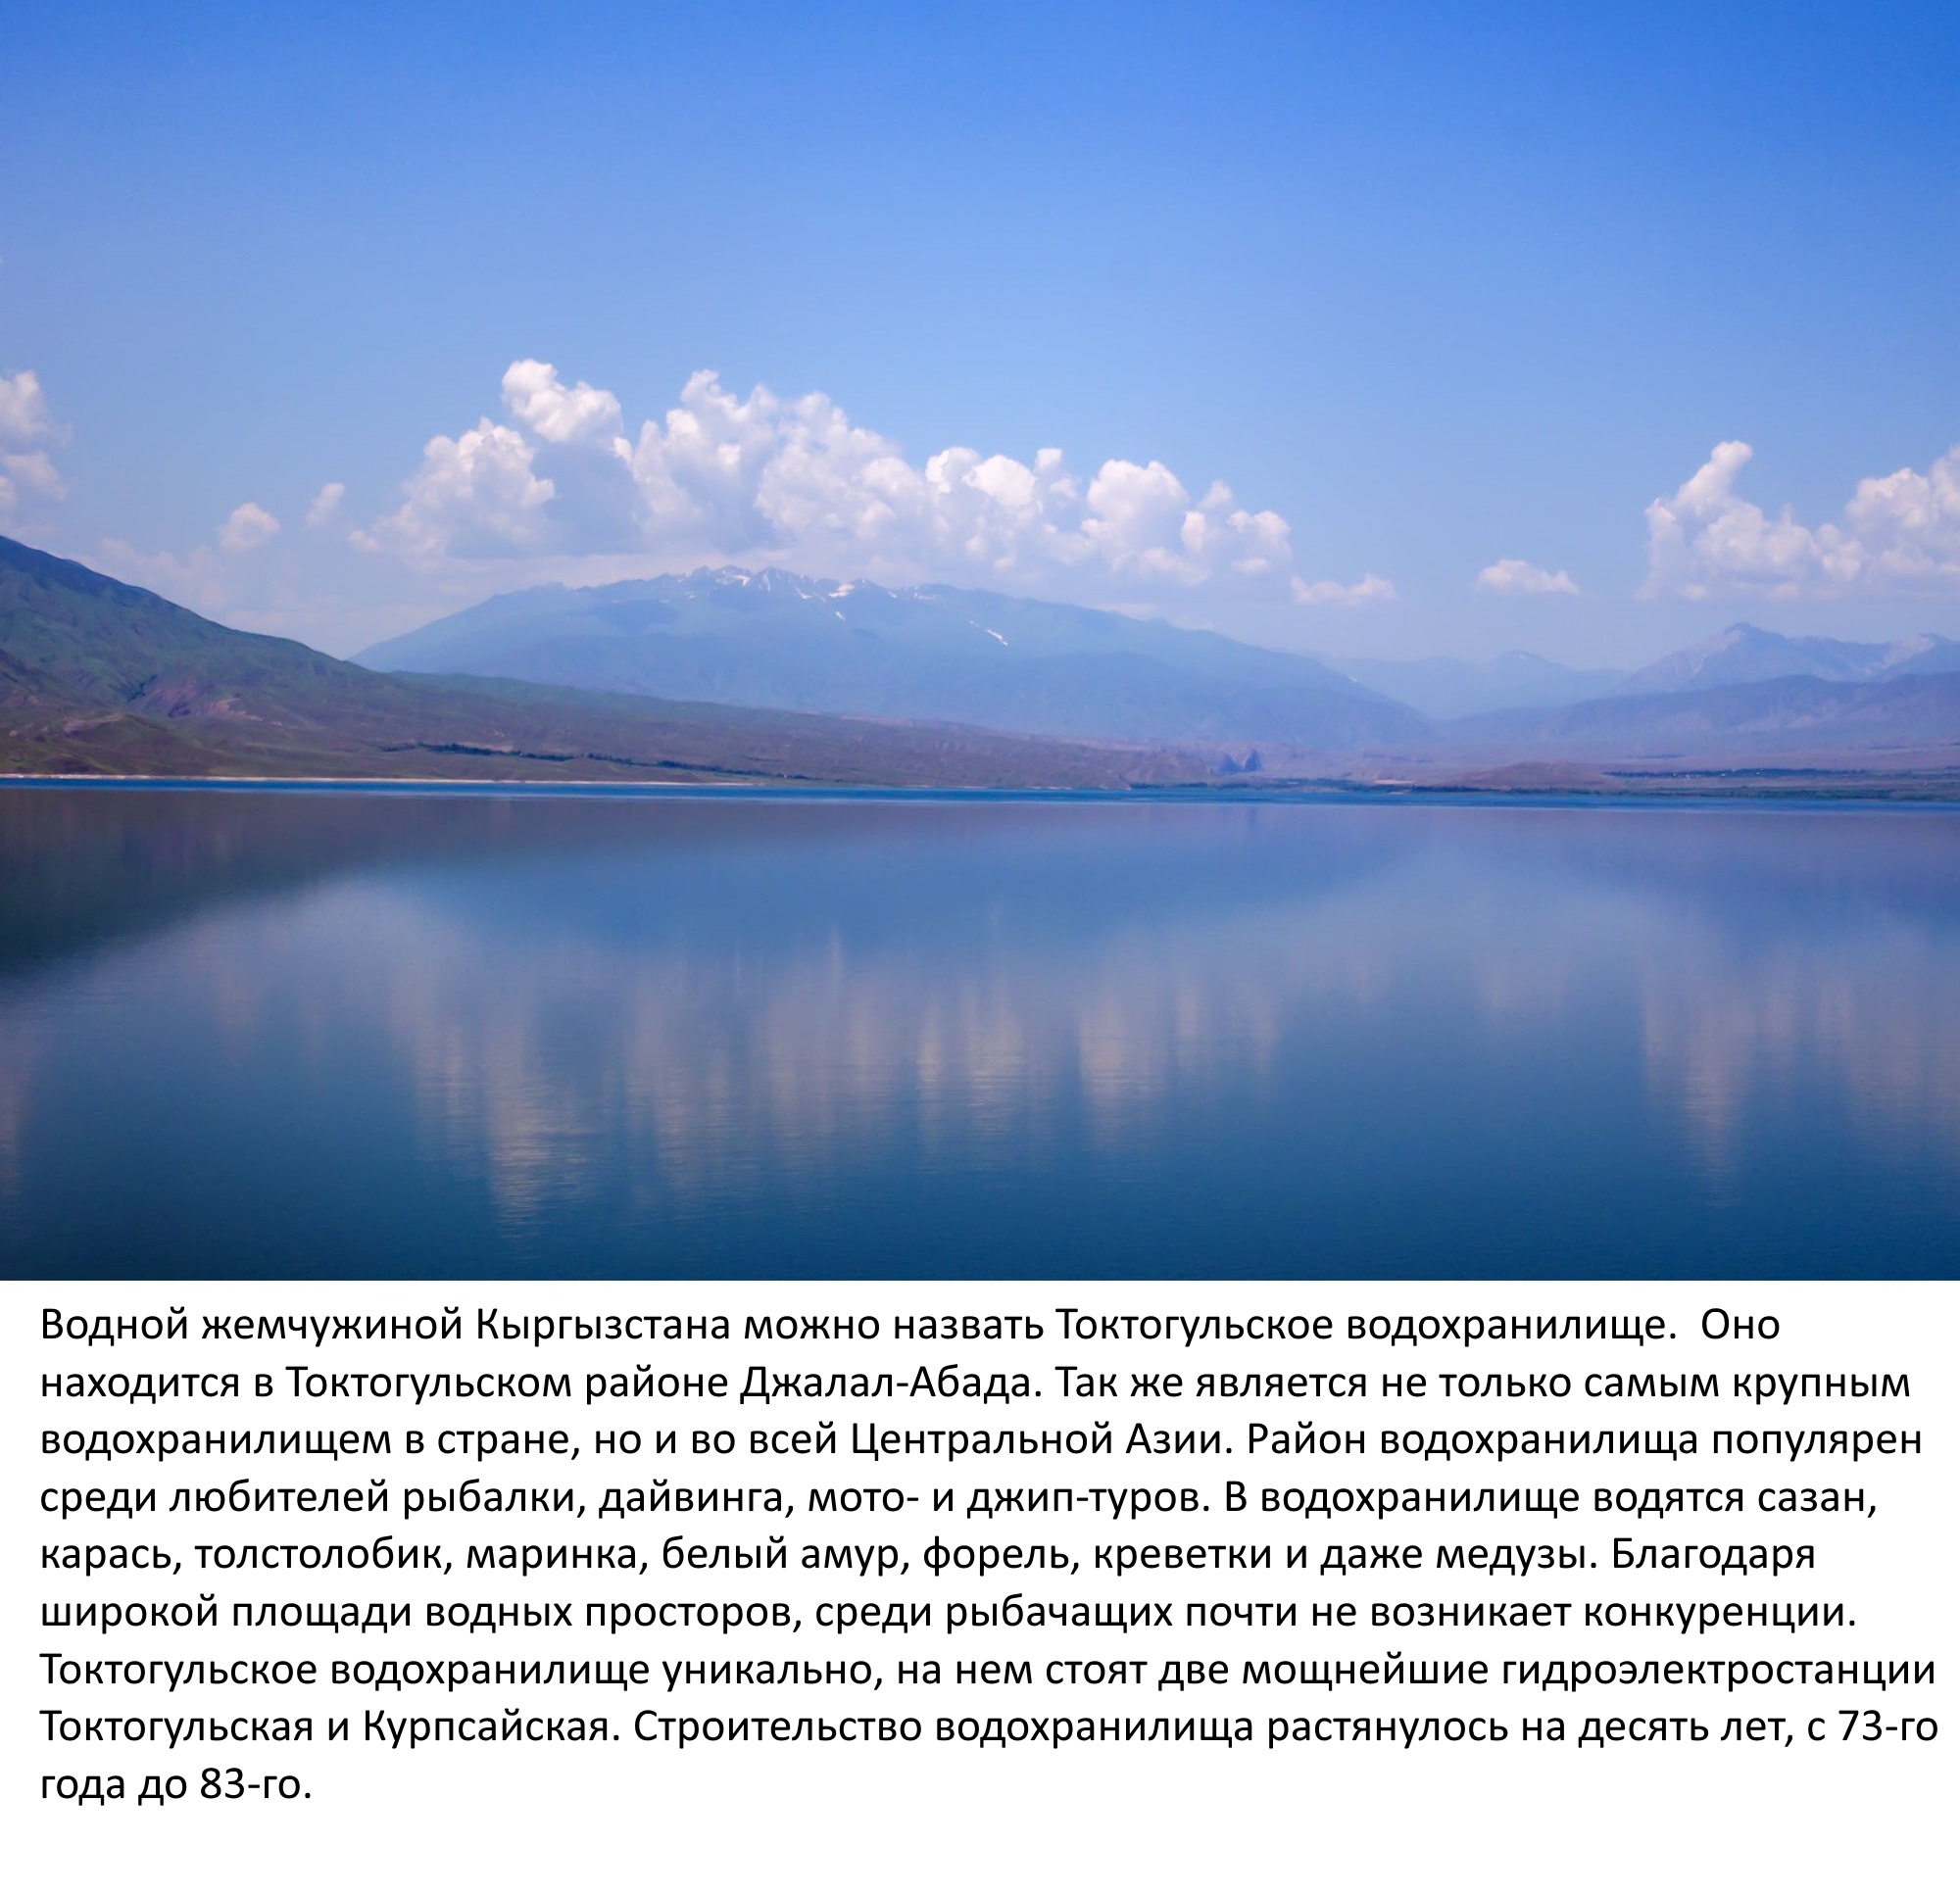 Водной жемчужиной Кыргызстана можно назвать Токтогульское водохранилище.  Оно
находится в Токтогульском районе Джалал-Абада. Так же является не только самым крупным
водохранилищем в стране, но и во всей Центральной Азии. Район водохранилища популярен
среди любителей рыбалки, дайвинга, мото- и джип-туров. В водохранилище водятся сазан,
карась, толстолобик, маринка, белый амур, форель, креветки и даже медузы. Благодаря
широкой площади водных просторов, среди рыбачащих почти не возникает конкуренции.
Токтогульское водохранилище уникально, на нем стоят две мощнейшие гидроэлектростанции
Токтогульская и Курпсайская. Строительство водохранилища растянулось на десять лет, с 73-го
года до 83-го.